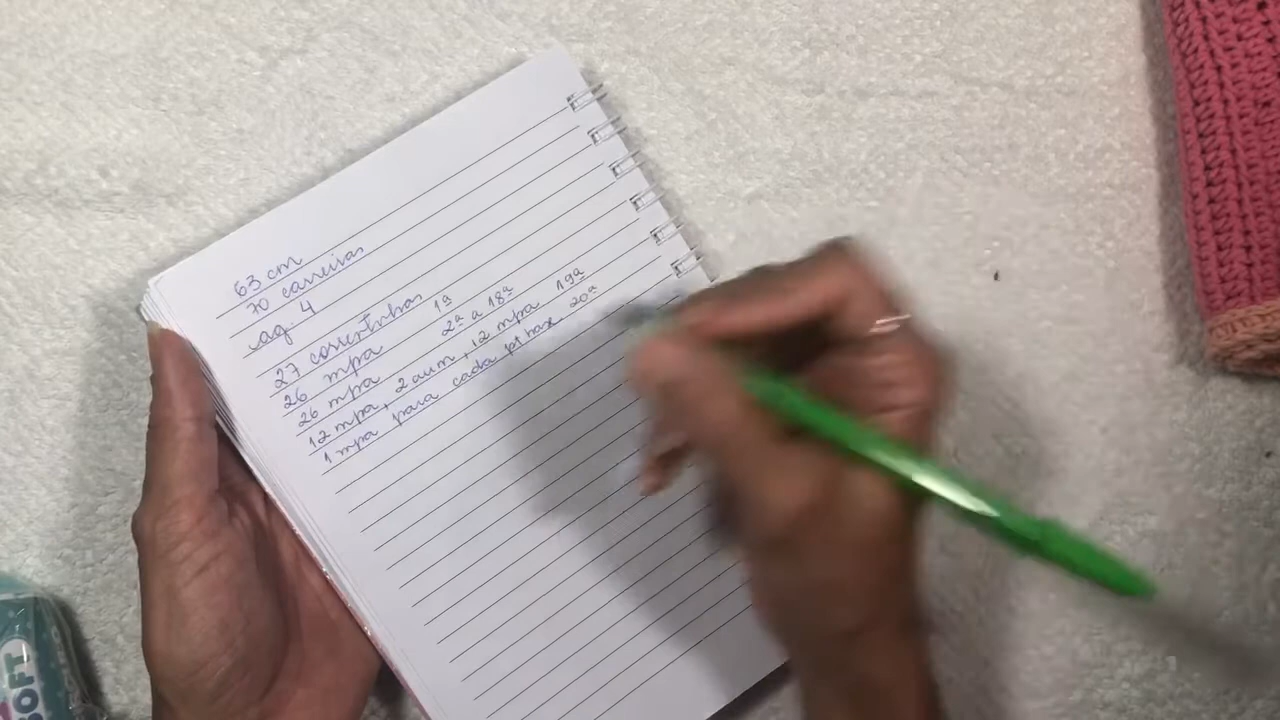 63 cm
70 carreiras
ag. 4
27 correntinhas
26 mpa 1ª
26 mpa 2ª a 18ª
12 mpa, 2 aum, 12 mpa 19ª
1 mpa para cada pt base 20ª
SOFT